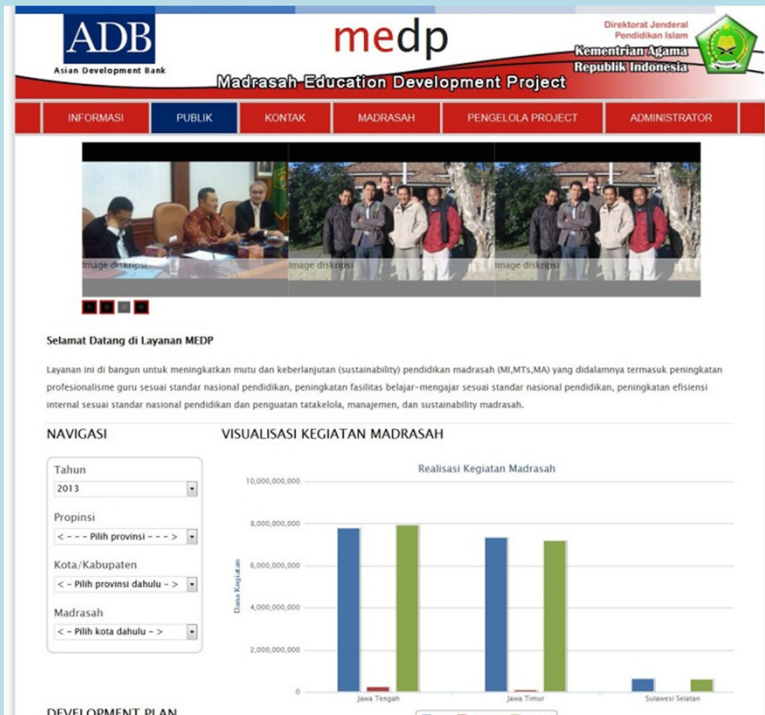 ADB
Asian Development Bank
medp
Madrasah Education Development Project
Direktorat Jenderal
Pendidikan Islam
Kementrian Agama
Republik Indonesia
INFORMASI PUBLIK KONTAK MADRASAH PENGELOLA PROJECT ADMINISTRATOR
Image diskripsi Image diskripsi Image diskripsi
Selamat Datang di Layanan MEDP
Layanan ini di bangun untuk meningkatkan mutu dan keberlanjutan (sustainability) pendidikan madrasah (MI,MTs,MA) yang didalamnya termasuk peningkatan
profesionalisme guru sesuai standar nasional pendidikan, peningkatan fasilitas belajar-mengajar sesuai standar nasional pendidikan, peningkatan efisiensi
internal sesuai standar nasional pendidikan dan penguatan tatakelola, manajemen, dan sustainability madrasah.
NAVIGASI
Tahun
2013
Propinsi
< - - - Pilih provinsi - - - >
Kota/Kabupaten
< - Pilih provinsi dahulu - >
Madrasah
< - Pilih kota dahulu - >
DEVELOPMENT PLAN
VISUALISASI KEGIATAN MADRASAH
Realisasi Kegiatan Madrasah
Dana Kegiatan
10,000,000,000
8,000,000,000
6,000,000,000
4,000,000,000
2,000,000,000
0
Jawa Tengah Jawa Timur Sulawesi Selatan